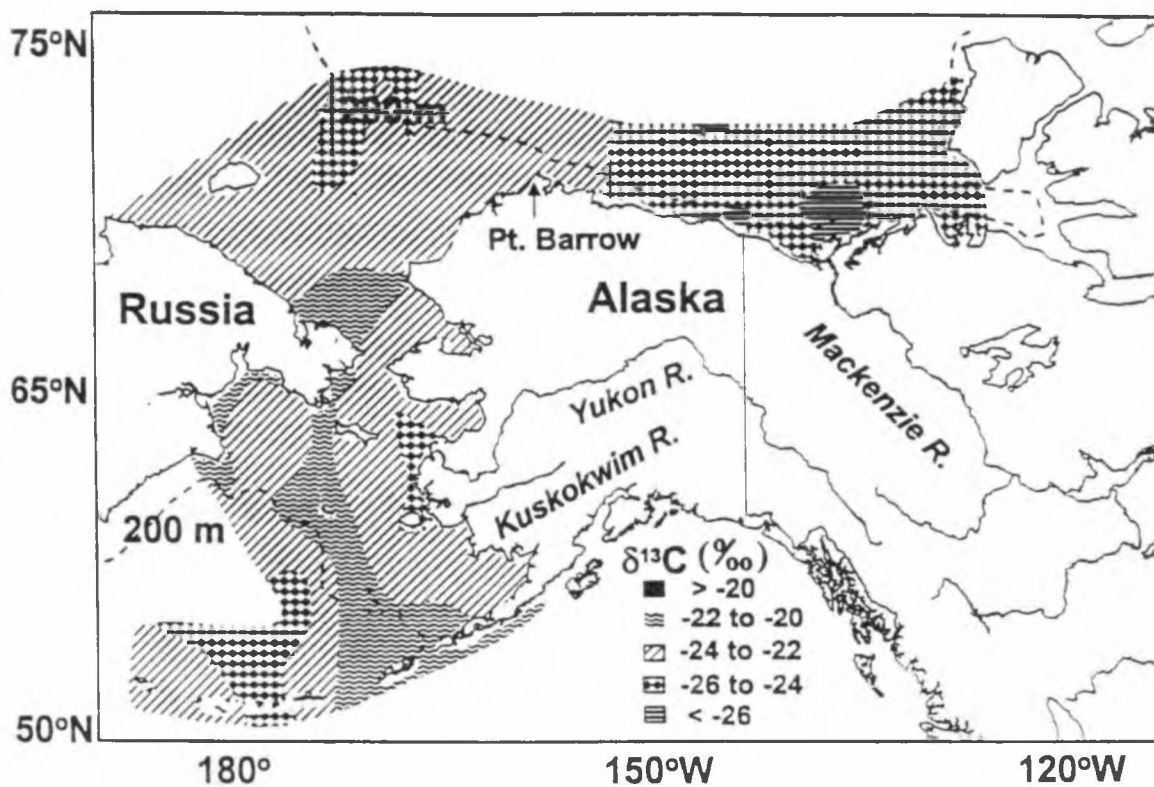 75°N
Pt. Barrow
Russia
Alaska
65°N
Yukon R.
Mackenzie R.
Kuskokwim R.
200 m
δ¹³C (‰)
> -20
-22 to -20
-24 to -22
-26 to -24
< -26
50°N
180°
150°W
120°W